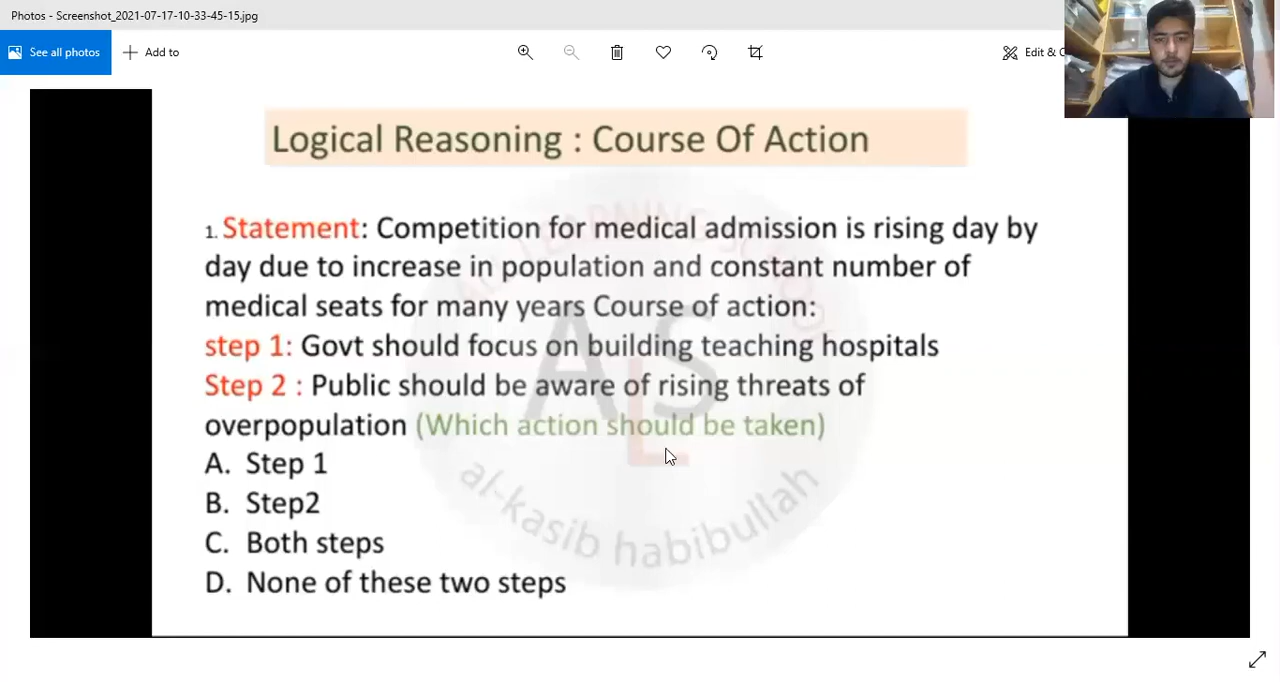 Photos - Screenshot_2021-07-17-10-33-45-15.jpg
See all photos
Add to
Edit & C
Logical Reasoning : Course Of Action
1. Statement: Competition for medical admission is rising day by
day due to increase in population and constant number of
medical seats for many years Course of action:
step 1: Govt should focus on building teaching hospitals
Step 2 : Public should be aware of rising threats of
overpopulation (Which action should be taken)
A. Step 1
B. Step2
C. Both steps
D. None of these two steps
ALS
al-kasib habibullah